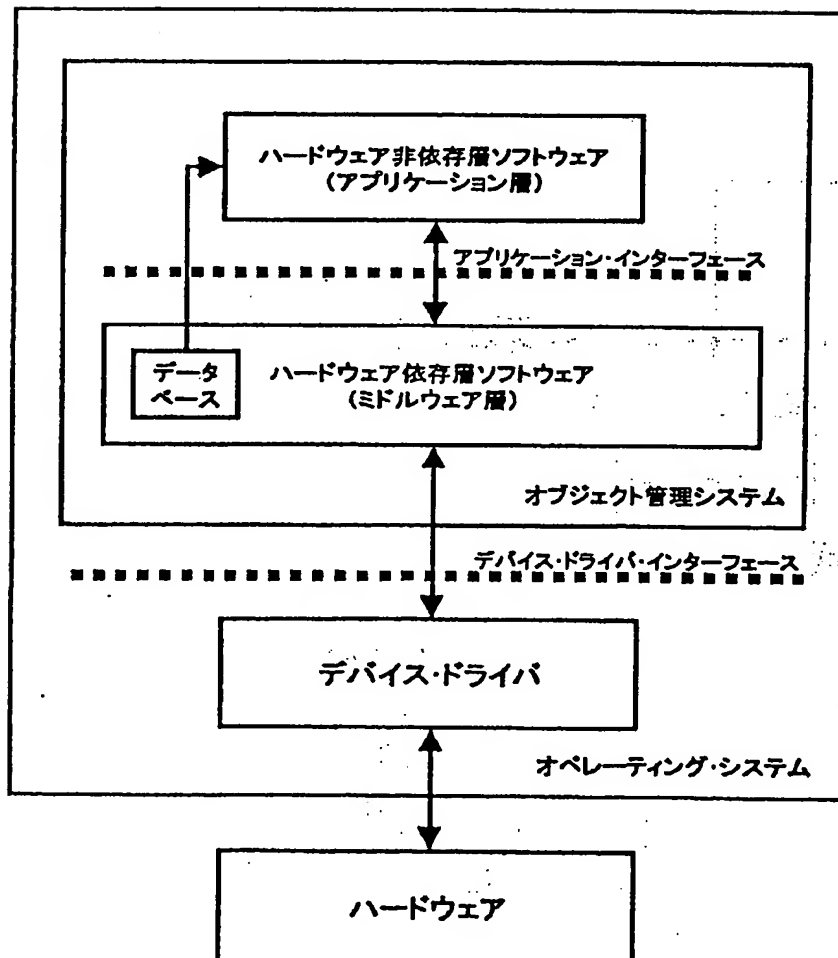 ハードウェア非依存層ソフトウェア
(アプリケーション層)
アプリケーション・インターフェース
データ
ベース
ハードウェア依存層ソフトウェア
(ミドルウェア層)
オブジェクト管理システム
デバイス・ドライバ・インターフェース
デバイス・ドライバ
オペレーティング・システム
ハードウェア